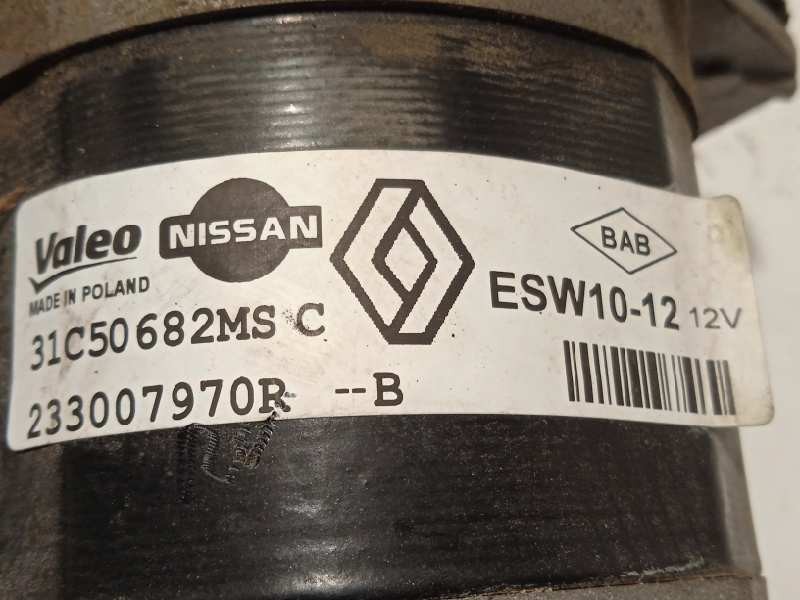 Valeo NISSAN BAB
MADE IN POLAND
31C50682MS C ESW10-12 12V
233007970R --B